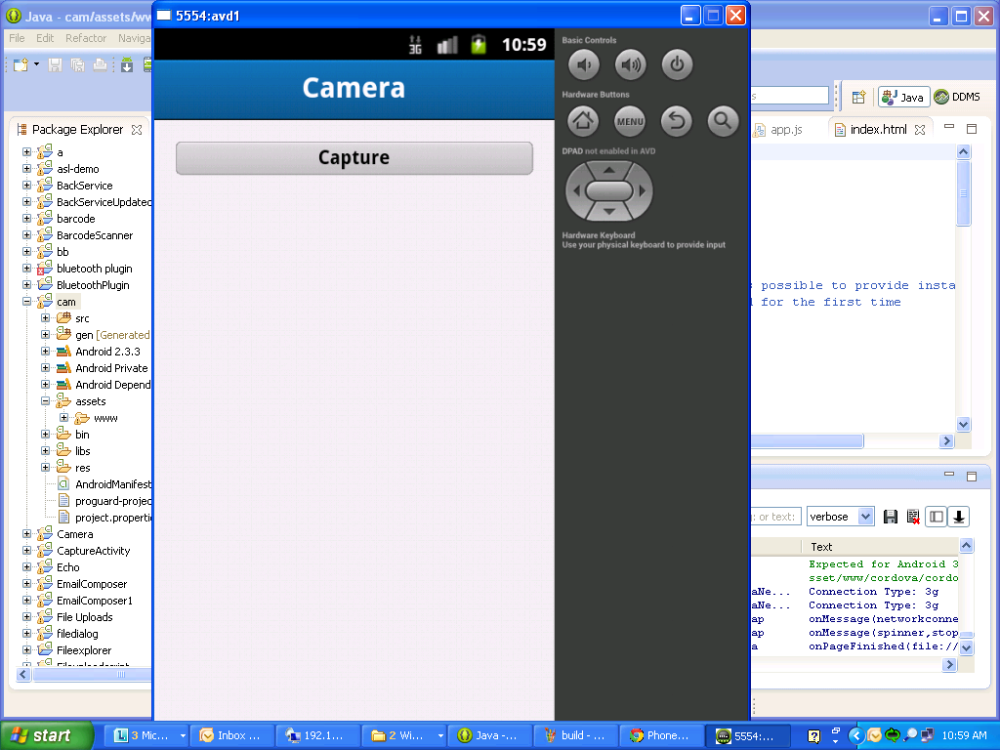 Java - cam/assets/ww
5554:avd1
File Edit Refactor Naviga
3G 10:59
Camera
Capture
Basic Controls
Hardware Buttons
MENU
DPAD not enabled in AVD
Hardware Keyboard
Use your physical keyboard to provide input
Java DDMS
app.js index.html
s possible to provide insta
d for the first time
Package Explorer
a
asl-demo
BackService
BackServiceUpdated
barcode
BarcodeScanner
bb
bluetooth plugin
BluetoothPlugin
cam
src
gen [Generated
Android 2.3.3
Android Private
Android Depend
assets
www
bin
libs
res
AndroidManifest
proguard-projec
project.propertie
Camera
CaptureActivity
Echo
EmailComposer
EmailComposer1
File Uploads
filedialog
Fileexplorer
or text: verbose
Text
Expected for Android 3
sset/www/cordova/cordo
aNe... Connection Type: 3g
aNe... Connection Type: 3g
ap onMessage(networkconne
ap onMessage(spinner,stop
a onPageFinished(file://
start 3 Mic... Inbox ... 192.1... 2 Wi... Java -... build - ... Phone... 5554:... 10:59 AM